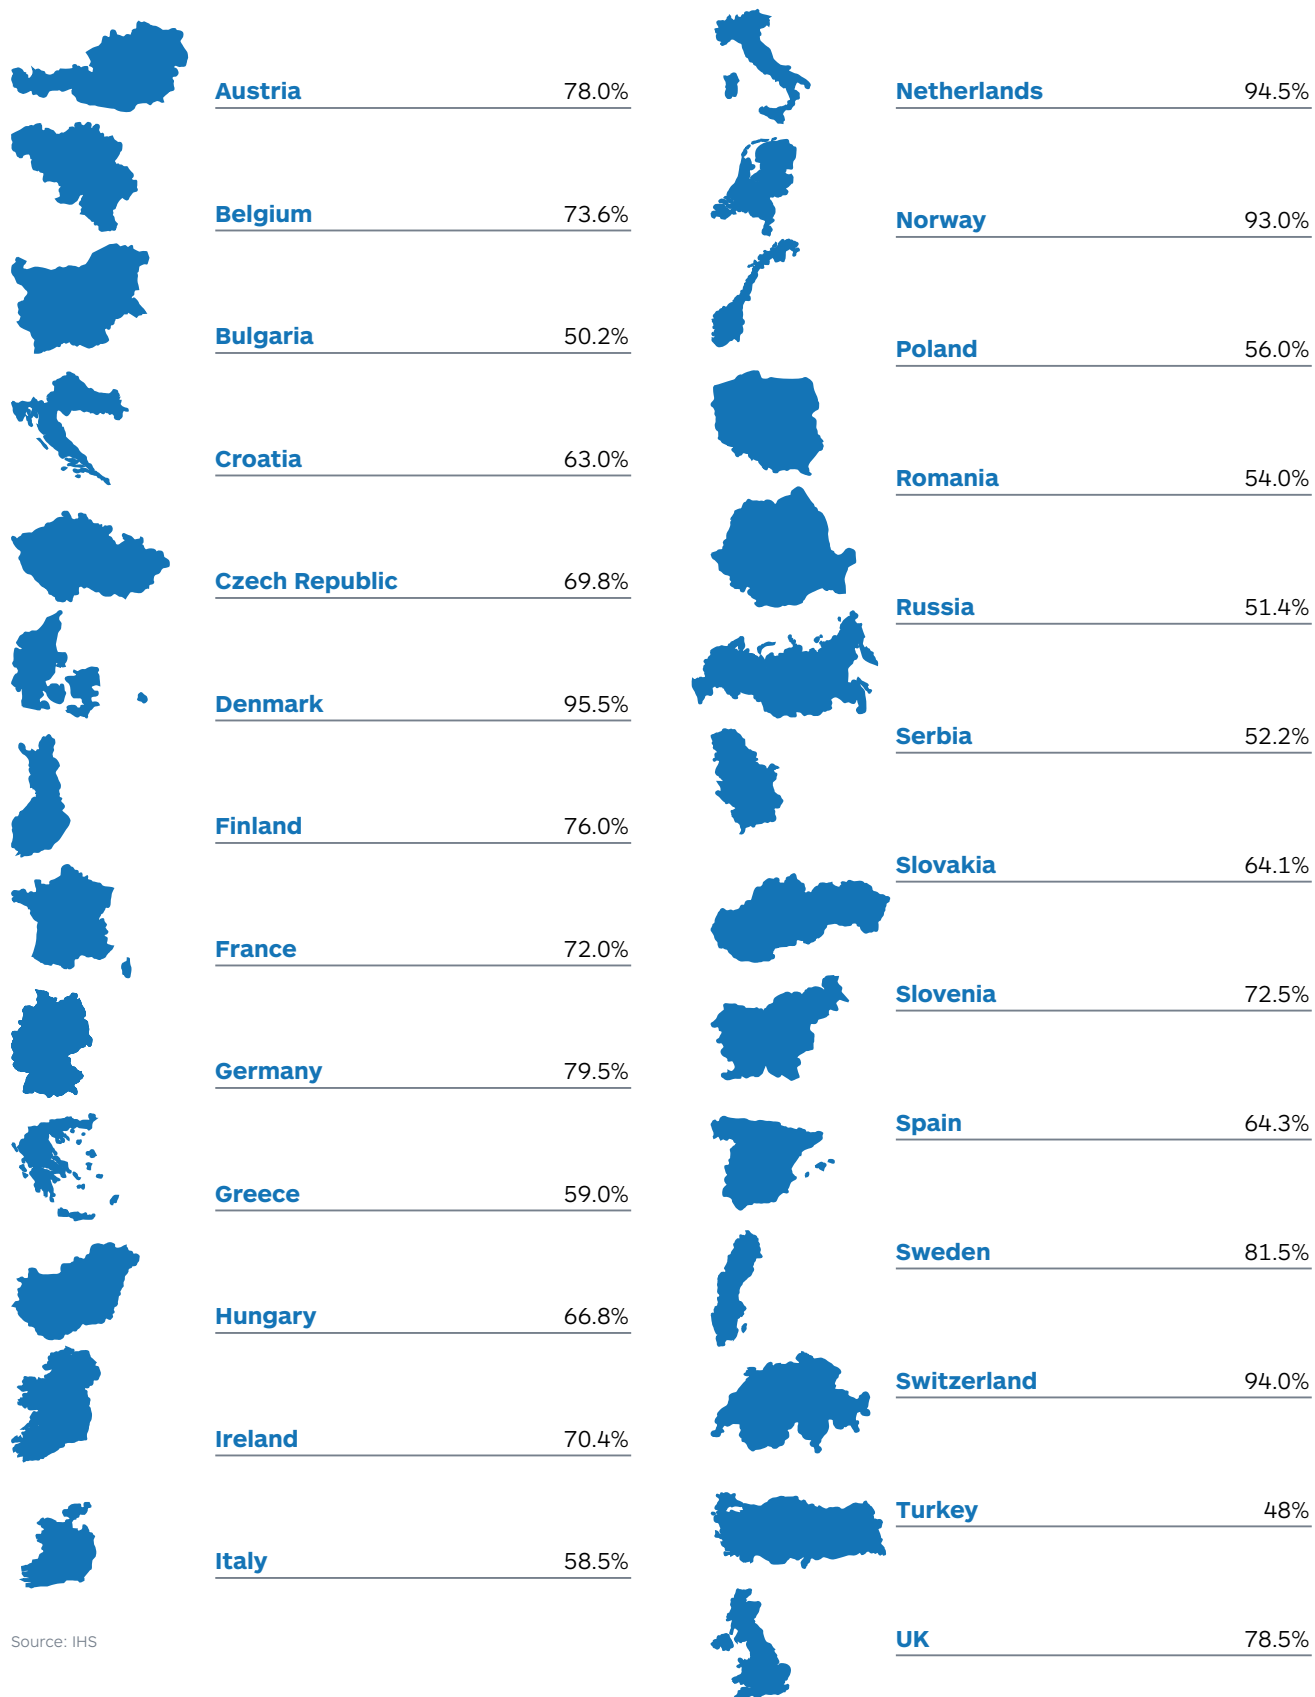 Austria 78.0%
Belgium 73.6%
Bulgaria 50.2%
Croatia 63.0%
Czech Republic 69.8%
Denmark 95.5%
Finland 76.0%
France 72.0%
Germany 79.5%
Greece 59.0%
Hungary 66.8%
Ireland 70.4%
Italy 58.5%
Source: IHS
Netherlands 94.5%
Norway 93.0%
Poland 56.0%
Romania 54.0%
Russia 51.4%
Serbia 52.2%
Slovakia 64.1%
Slovenia 72.5%
Spain 64.3%
Sweden 81.5%
Switzerland 94.0%
Turkey 48%
UK 78.5%